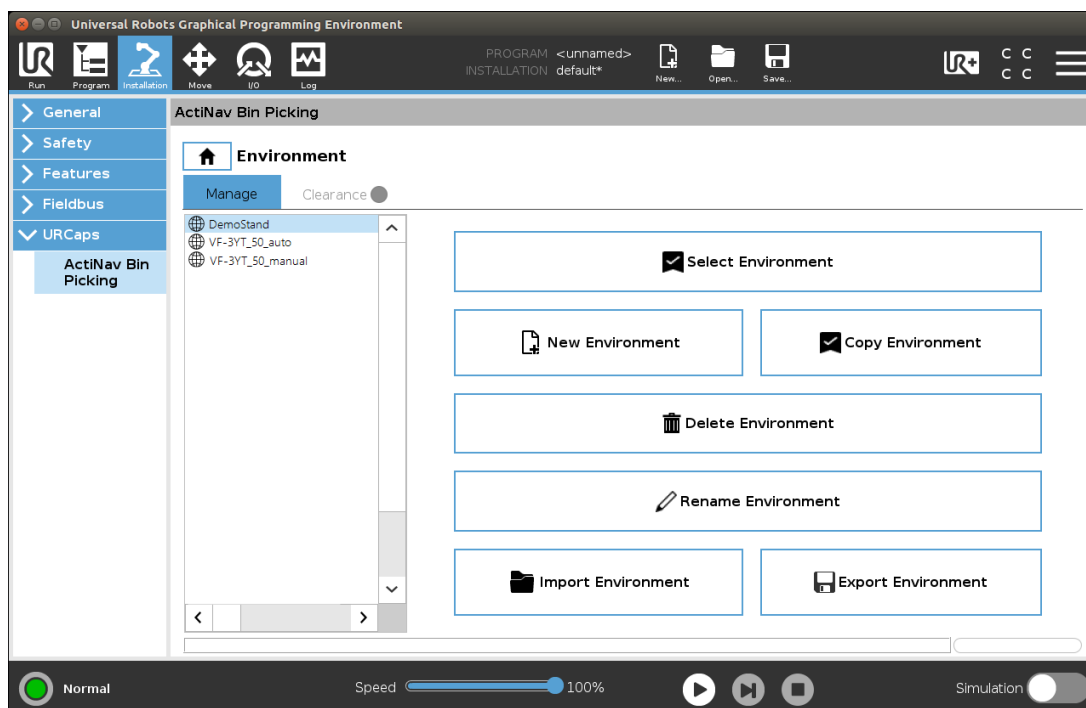 Universal Robots Graphical Programming Environment
PROGRAM <unnamed>
INSTALLATION default*
Run
Program
Installation
Move
I/O
Log
New...
Open...
Save...
UR+
C C
C C
General
Safety
Features
Fieldbus
URCaps
ActiNav Bin
Picking
ActiNav Bin Picking
Environment
Manage
Clearance
DemoStand
VF-3YT_50_auto
VF-3YT_50_manual
Select Environment
New Environment
Copy Environment
Delete Environment
Rename Environment
Import Environment
Export Environment
Normal
Speed
100%
Simulation